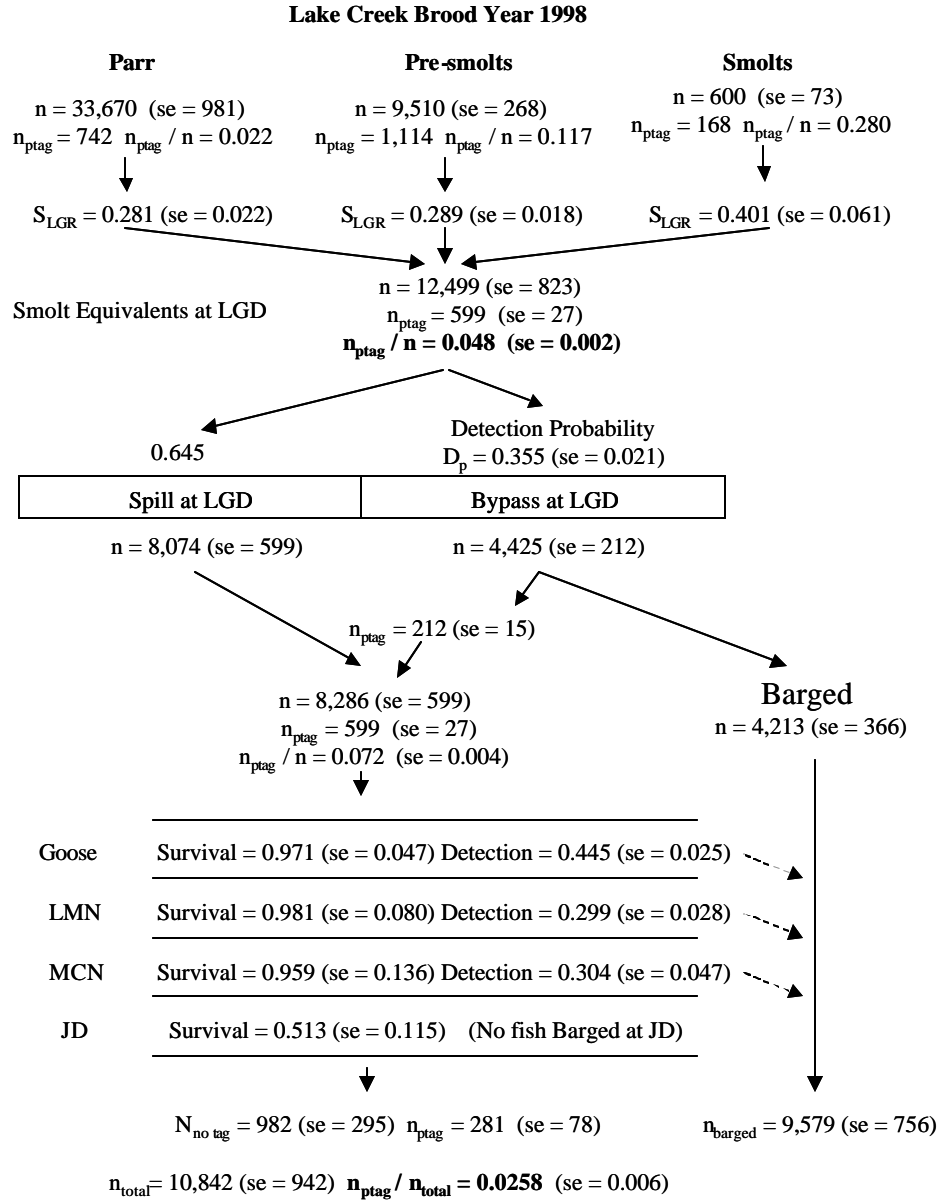 Lake Creek Brood Year 1998
Parr
n = 33,670 (se = 981)
n_ptag = 742 n_ptag / n = 0.022
S_LGR = 0.281 (se = 0.022)
Pre-smolts
n = 9,510 (se = 268)
n_ptag = 1,114 n_ptag / n = 0.117
S_LGR = 0.289 (se = 0.018)
Smolts
n = 600 (se = 73)
n_ptag = 168 n_ptag / n = 0.280
S_LGR = 0.401 (se = 0.061)
Smolt Equivalents at LGD
n = 12,499 (se = 823)
n_ptag = 599 (se = 27)
n_ptag / n = 0.048 (se = 0.002)
0.645
Detection Probability
D_p = 0.355 (se = 0.021)
Spill at LGD
Bypass at LGD
n = 8,074 (se = 599)
n = 4,425 (se = 212)
n_ptag = 212 (se = 15)
n = 8,286 (se = 599)
n_ptag = 599 (se = 27)
n_ptag / n = 0.072 (se = 0.004)
Barged
n = 4,213 (se = 366)
Goose Survival = 0.971 (se = 0.047) Detection = 0.445 (se = 0.025)
LMN Survival = 0.981 (se = 0.080) Detection = 0.299 (se = 0.028)
MCN Survival = 0.959 (se = 0.136) Detection = 0.304 (se = 0.047)
JD Survival = 0.513 (se = 0.115) (No fish Barged at JD)
N_no tag = 982 (se = 295) n_ptag = 281 (se = 78)
n_barged = 9,579 (se = 756)
n_total = 10,842 (se = 942) n_ptag / n_total = 0.0258 (se = 0.006)